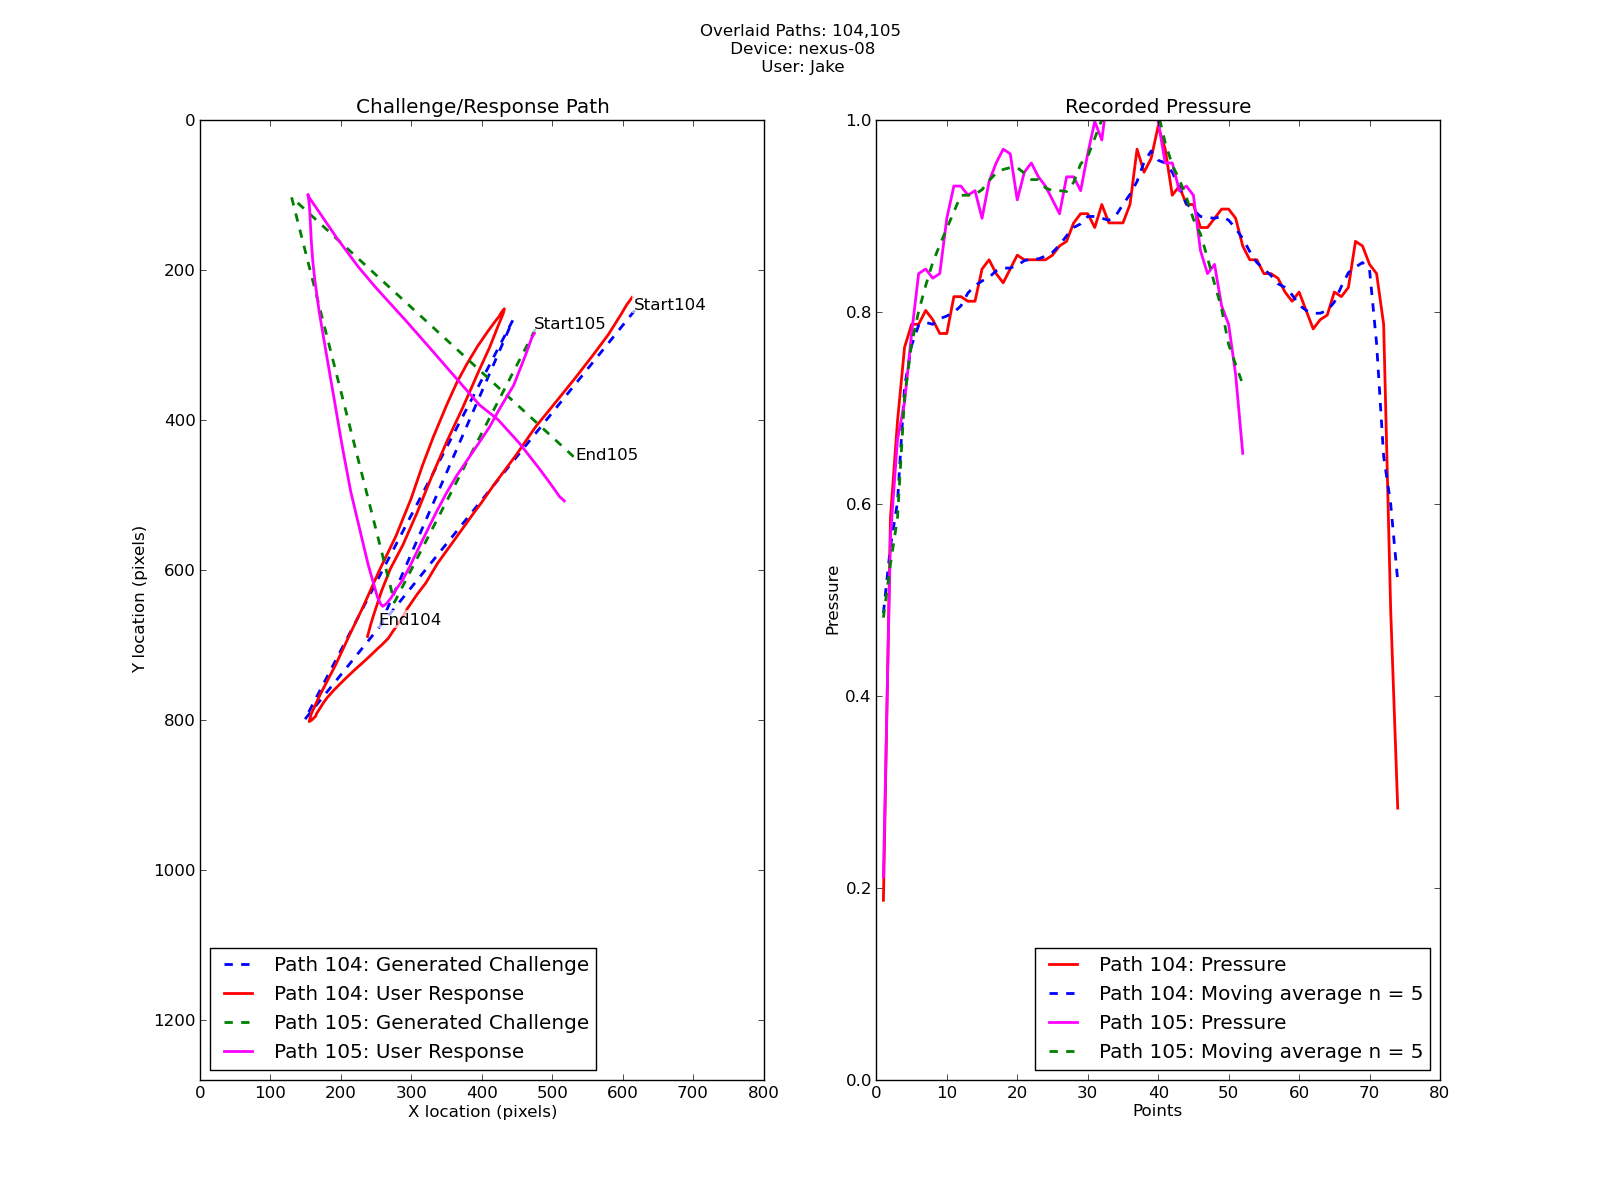 Overlaid Paths: 104,105
Device: nexus-08
User: Jake
Challenge/Response Path
0
200
400
600
800
1000
1200
Y location (pixels)
Start104
Start105
End105
End104
Path 104: Generated Challenge
Path 104: User Response
Path 105: Generated Challenge
Path 105: User Response
0 100 200 300 400 500 600 700 800
X location (pixels)
Recorded Pressure
1.0
0.8
0.6
0.4
0.2
0.0
Pressure
Path 104: Pressure
Path 104: Moving average n = 5
Path 105: Pressure
Path 105: Moving average n = 5
0 10 20 30 40 50 60 70 80
Points